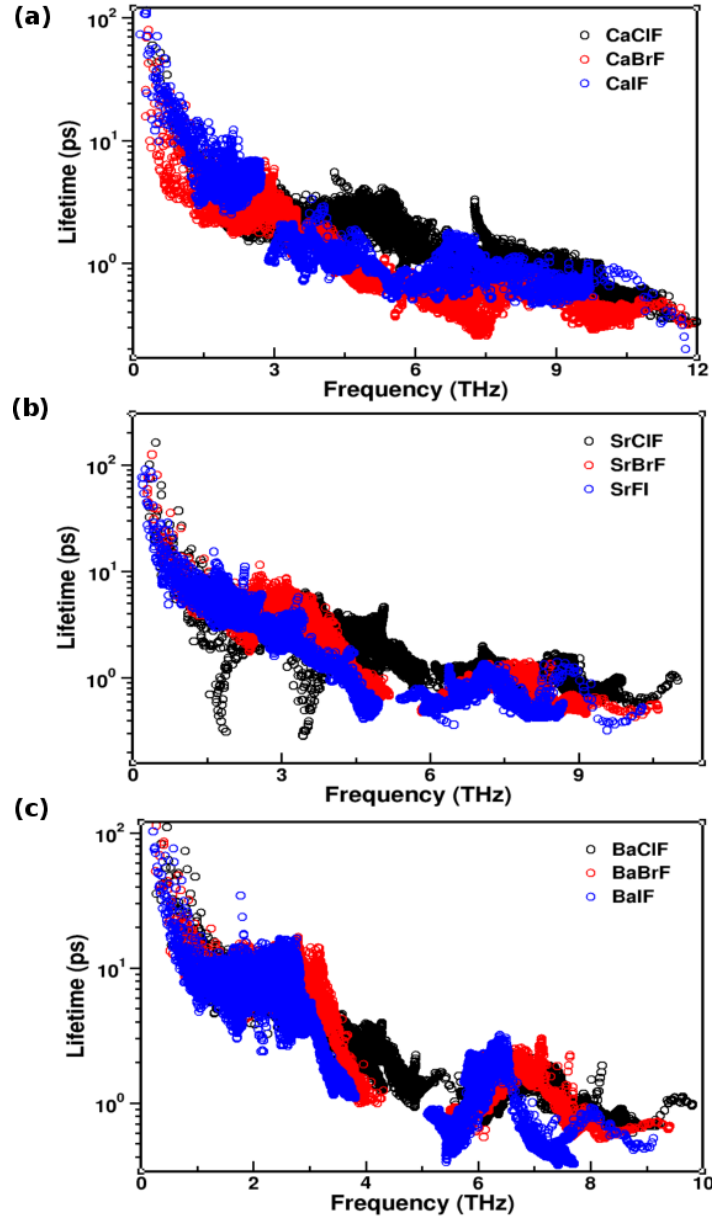 (a)
10²
10¹
10⁰
Lifetime (ps)
CaClF
CaBrF
CaIF
0 3 6 9 12
Frequency (THz)
(b)
10²
10¹
10⁰
Lifetime (ps)
SrClF
SrBrF
SrFI
0 3 6 9
Frequency (THz)
(c)
10²
10¹
10⁰
Lifetime (ps)
BaClF
BaBrF
BaIF
0 2 4 6 8 10
Frequency (THz)